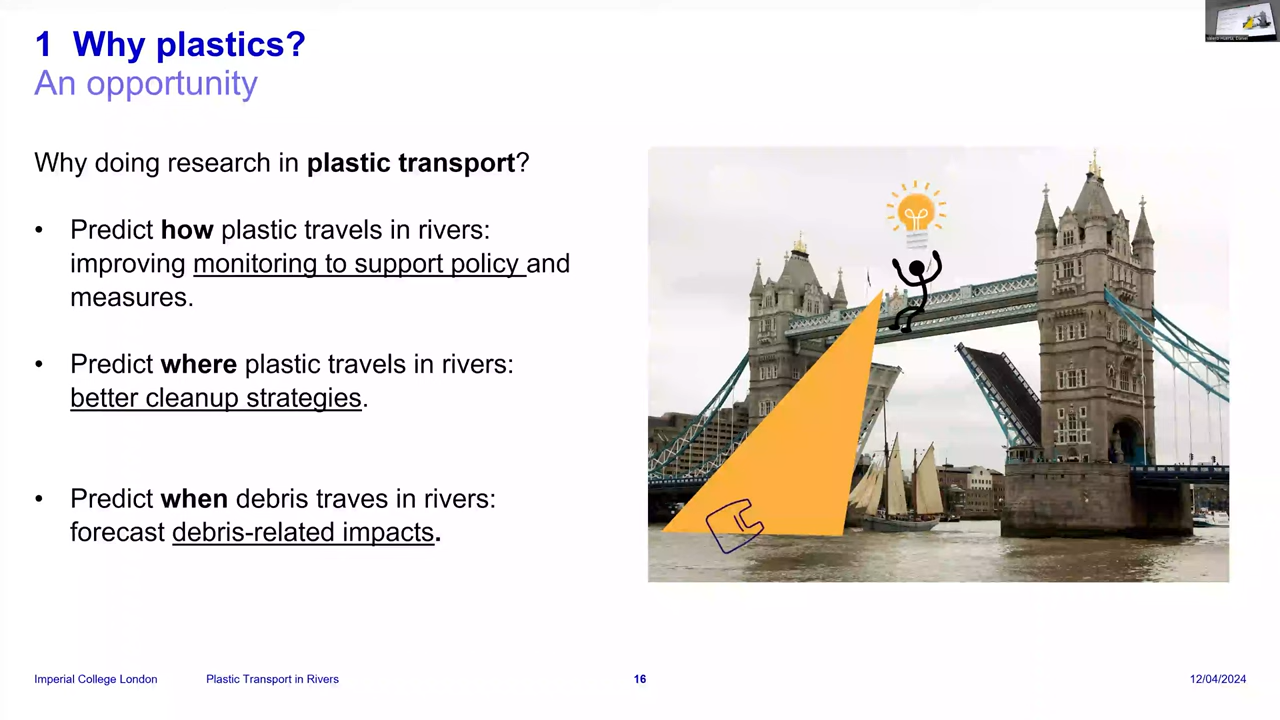 1 Why plastics?
An opportunity
Why doing research in plastic transport?
• Predict how plastic travels in rivers:
improving monitoring to support policy and
measures.
• Predict where plastic travels in rivers:
better cleanup strategies.
• Predict when debris traves in rivers:
forecast debris-related impacts.
Imperial College London
Plastic Transport in Rivers
16
12/04/2024